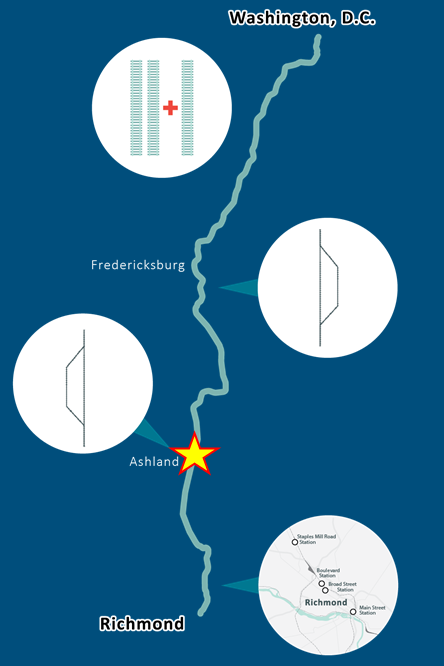 Washington, D.C.
Fredericksburg
Ashland
Staples Mill Road
Station
Boulevard
Station
Broad Street
Station
Richmond
Main Street
Station
Richmond